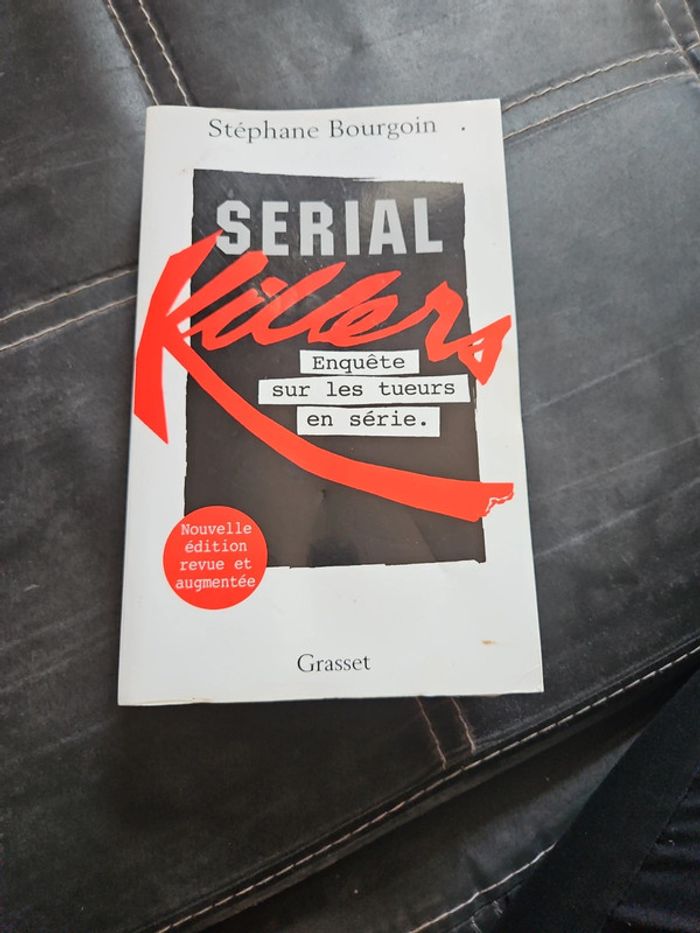 Stéphane Bourgoin
SERIAL
Killers
Enquête
sur les tueurs
en série.
Nouvelle
édition
revue et
augmentée
Grasset